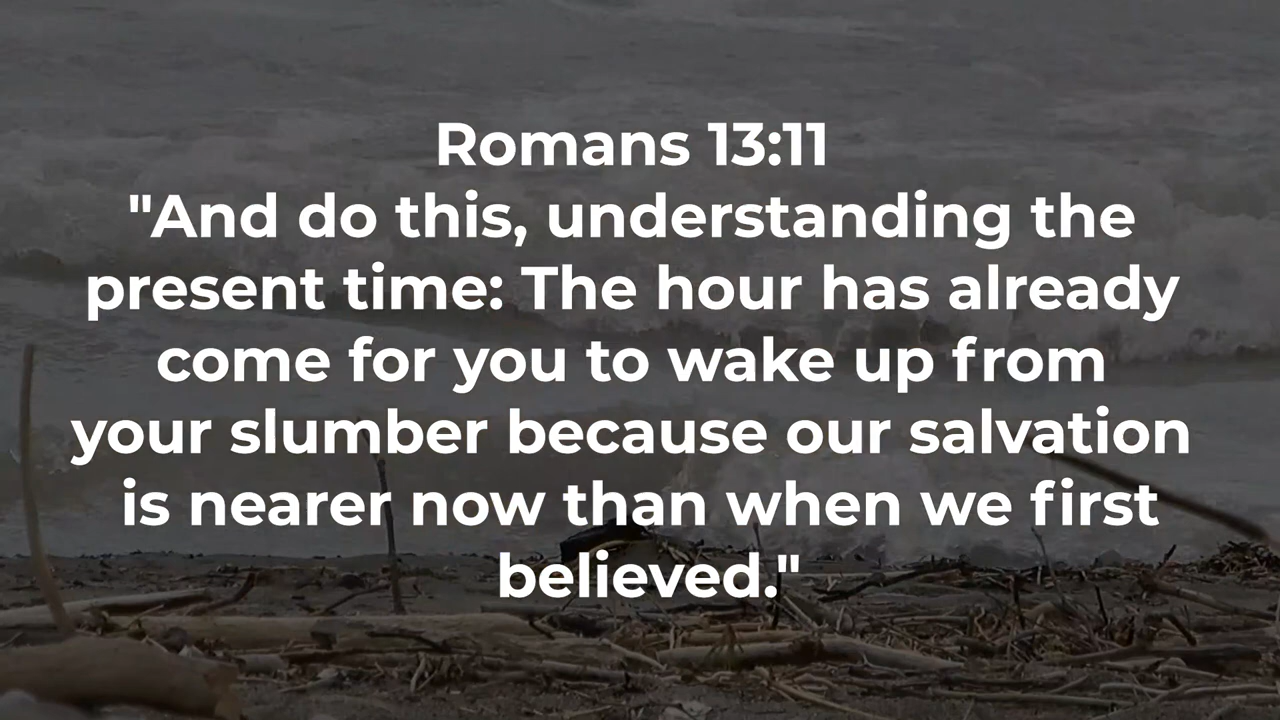 Romans 13:11
"And do this, understanding the
present time: The hour has already
come for you to wake up from
your slumber because our salvation
is nearer now than when we first
believed."